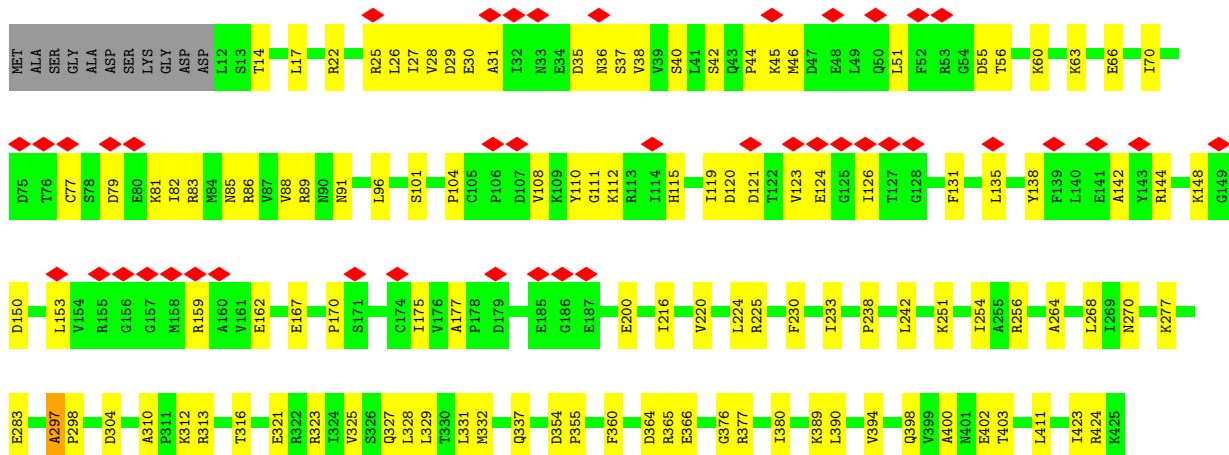 MET ALA SER GLY ALA ASP SER LYS GLY ASP ASP L12 S13 T14 L17 R22 R25 L26 I27 V28 D29 E30 A31 I32 N33 E34 D35 N36 S37 V38 V39 S40 L41 S42 Q43 P44 K45 M46 D47 E48 L49 Q50 L51 F52 R53 G54 D55 T56 K60 K63 E66 I70
D75 T76 C77 S78 D79 E80 K81 I82 R83 M84 N85 R86 V87 V88 R89 N90 N91 L96 S101 P104 C105 P106 D107 V108 K109 Y110 G111 K112 R113 I114 H115 I119 D120 D121 T122 V123 E124 G125 I126 T127 G128 F131 L135 Y138 F139 L140 E141 A142 Y143 R144 K148 G149
D150 L153 V154 R155 G156 G157 M158 R159 A160 V161 E162 E167 P170 S171 C174 I175 V176 A177 P178 D179 E185 G186 E187 E200 I216 V220 L224 R225 F230 I233 P238 L242 K251 I254 A255 R256 A264 L268 I269 N270 K277
E283 A297 P298 D304 A310 P311 K312 R313 T316 E321 R322 R323 I324 V325 S326 Q327 L328 L329 T330 L331 M332 Q337 D354 P355 F360 D364 R365 E366 G376 R377 I380 K389 L390 V394 Q398 V399 A400 N401 E402 T403 L411 I423 R424 K425